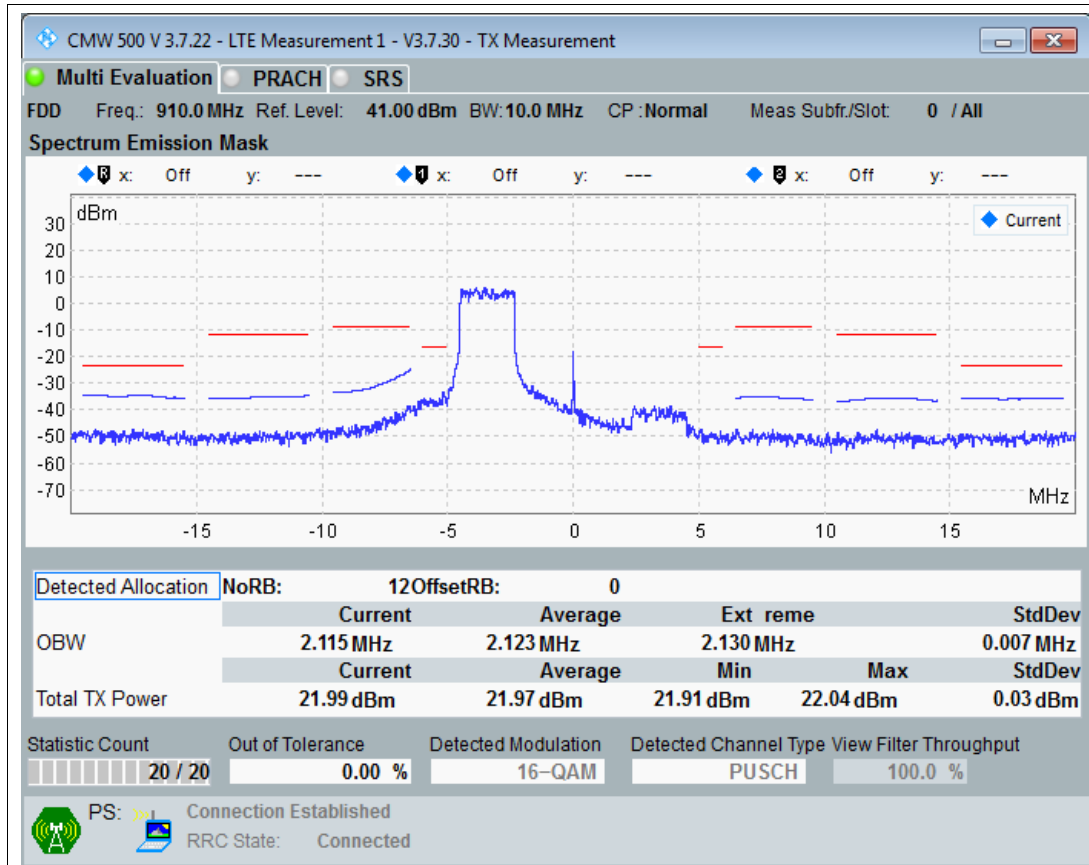 CMW 500 V 3.7.22 - LTE Measurement 1 - V3.7.30 - TX Measurement
Multi Evaluation PRACH SRS
FDD Freq.: 910.0 MHz Ref. Level: 41.00 dBm BW: 10.0 MHz CP : Normal Meas Subfr./Slot: 0 / All
Spectrum Emission Mask
R x: Off y: --- 1 x: Off y: --- 2 x: Off y: ---
dBm
Current
30
20
10
0
-10
-20
-30
-40
-50
-60
-70
MHz
-15 -10 -5 0 5 10 15
Detected Allocation NoRB: 12 OffsetRB: 0
Current Average Ext reme StdDev
OBW 2.115 MHz 2.123 MHz 2.130 MHz 0.007 MHz
Current Average Min Max StdDev
Total TX Power 21.99 dBm 21.97 dBm 21.91 dBm 22.04 dBm 0.03 dBm
Statistic Count Out of Tolerance Detected Modulation Detected Channel Type View Filter Throughput
20 / 20 0.00 % 16-QAM PUSCH 100.0 %
PS: Connection Established
RRC State: Connected